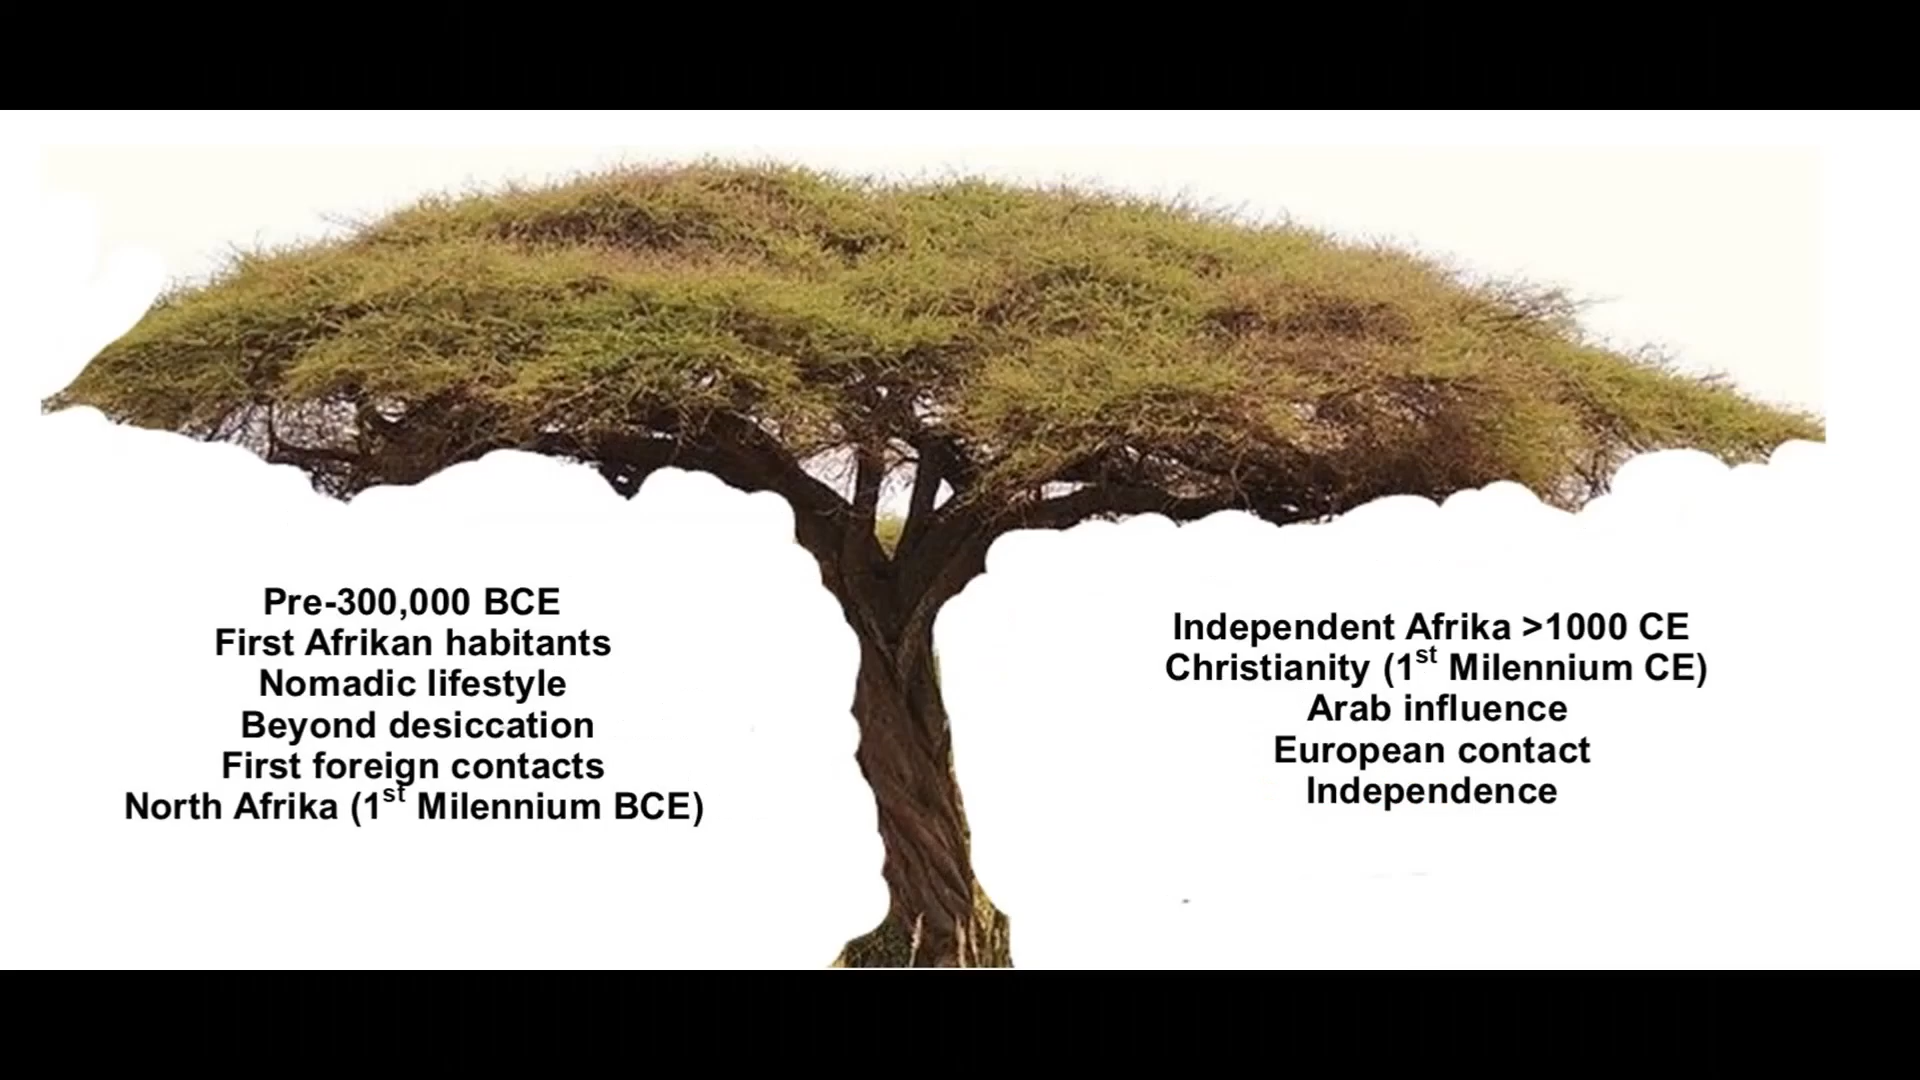 Pre-300,000 BCE
First Afrikan habitants
Nomadic lifestyle
Beyond desiccation
First foreign contacts
North Afrika (1st Milennium BCE)
Independent Afrika >1000 CE
Christianity (1st Milennium CE)
Arab influence
European contact
Independence